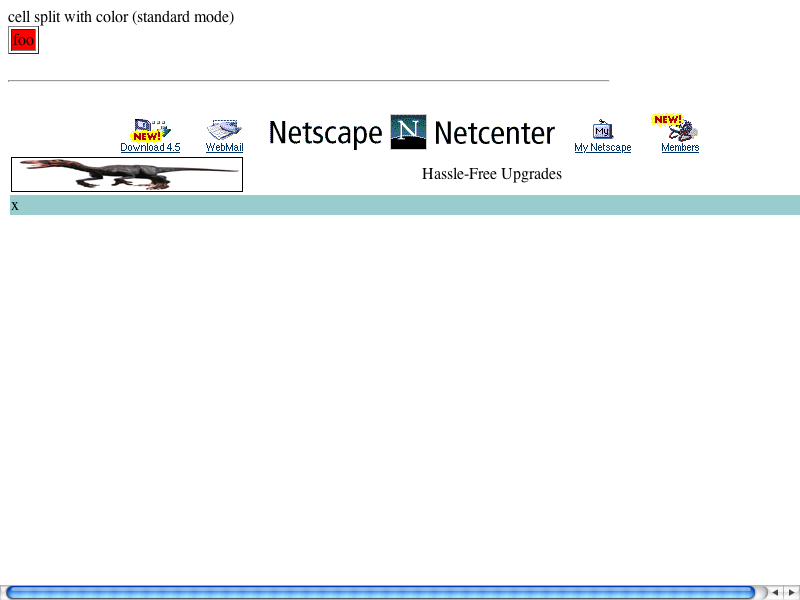 cell split with color (standard mode)
foo
NEW! Netscape N Netcenter NEW!
Download 4.5 WebMail My My Netscape Members
Hassle-Free Upgrades
x